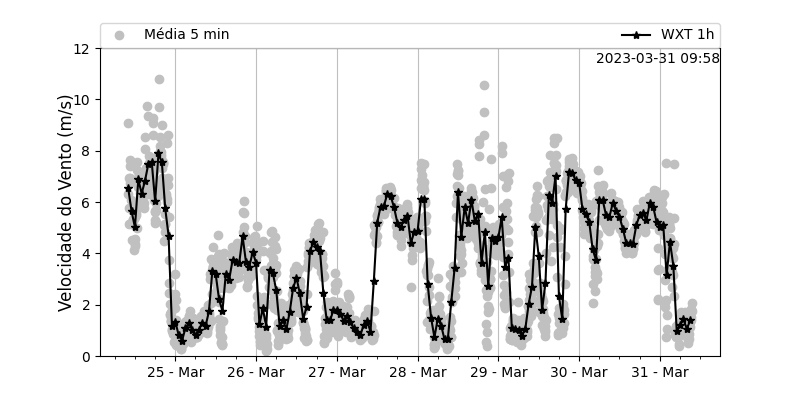 Média 5 min
WXT 1h
2023-03-31 09:58
Velocidade do Vento (m/s)
12
10
8
6
4
2
0
25 - Mar
26 - Mar
27 - Mar
28 - Mar
29 - Mar
30 - Mar
31 - Mar